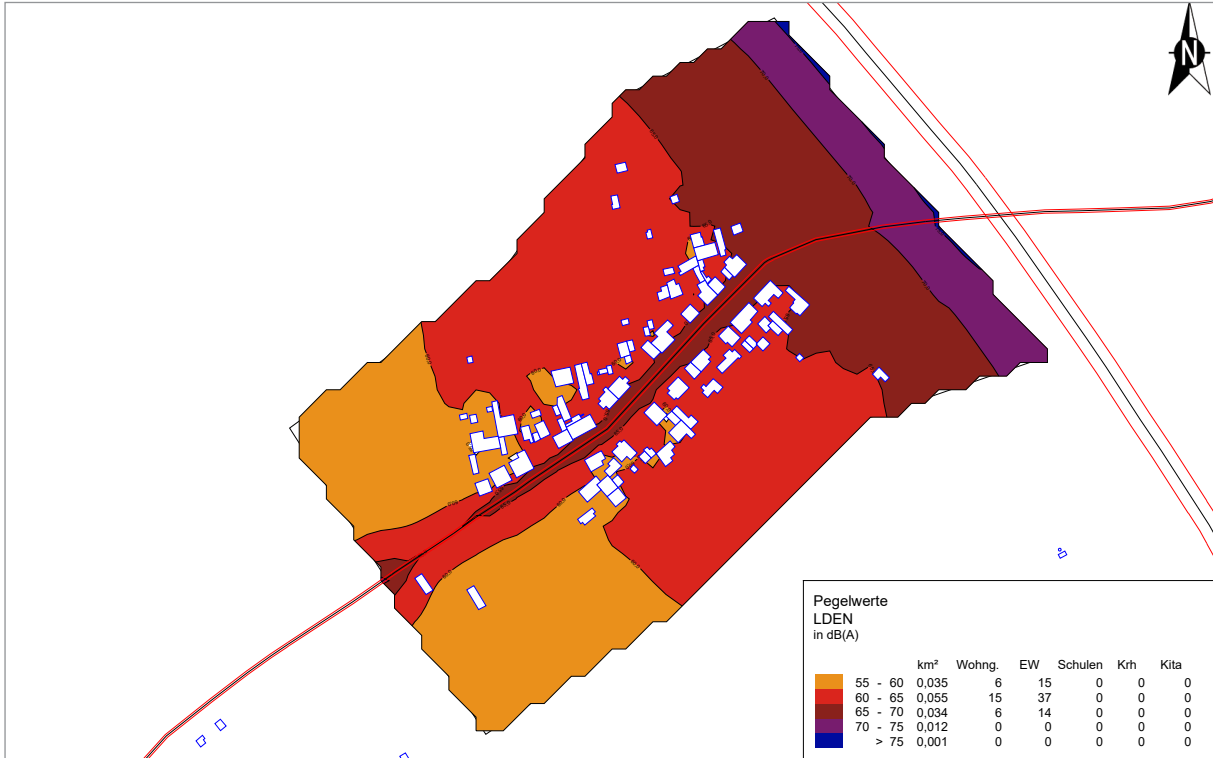 N
Pegelwerte
LDEN
in dB(A)
km² Wohng. EW Schulen Krh Kita
55 - 60 0,035 6 15 0 0 0
60 - 65 0,055 15 37 0 0 0
65 - 70 0,034 6 14 0 0 0
70 - 75 0,012 0 0 0 0 0
> 75 0,001 0 0 0 0 0